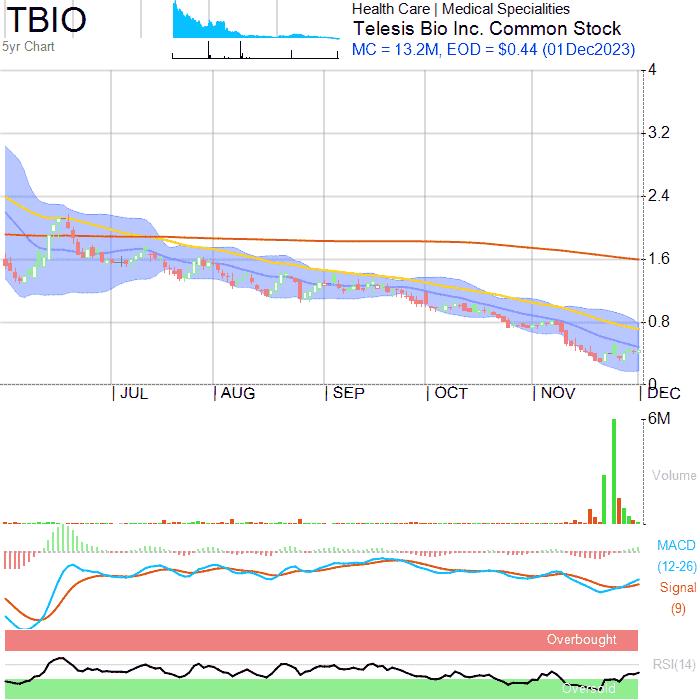 TBIO
5yr Chart
Health Care | Medical Specialities
Telesis Bio Inc. Common Stock
MC = 13.2M, EOD = $0.44 (01Dec2023)
4
3.2
2.4
1.6
0.8
0
JUL
AUG
SEP
OCT
NOV
DEC
6M
Volume
MACD
(12-26)
Signal
(9)
Overbought
RSI(14)
Oversold